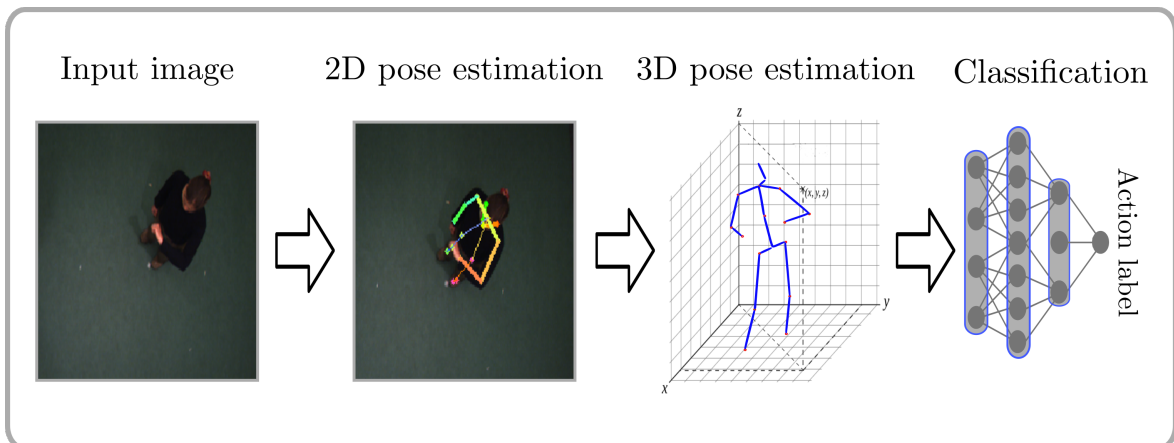 Input image
2D pose estimation
3D pose estimation
Classification
z
(x, y, z)
y
x
Action label